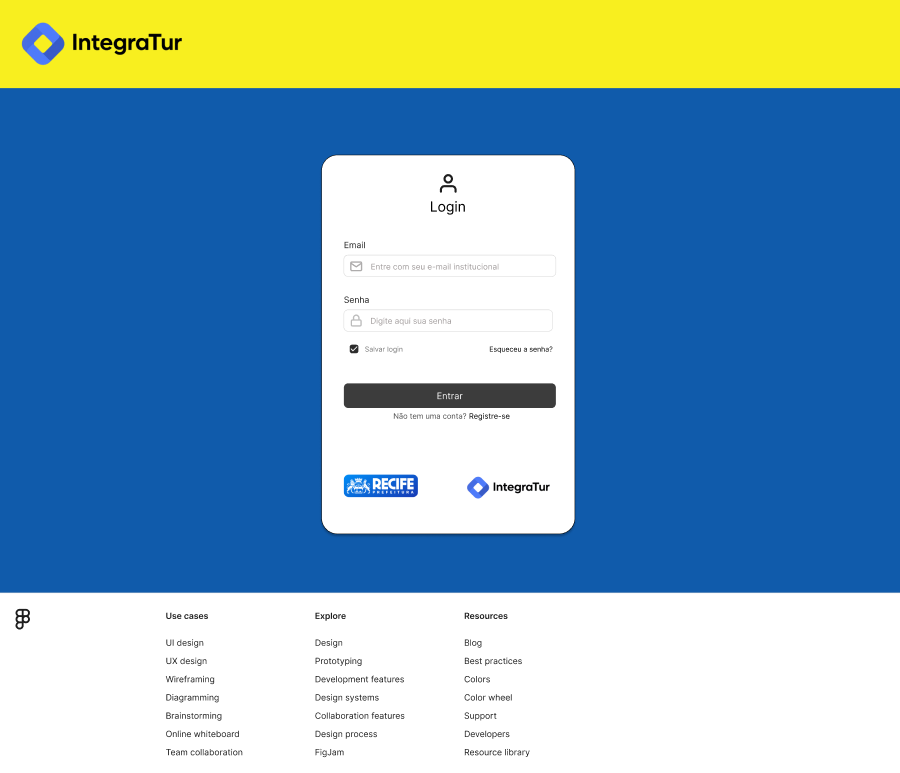 IntegraTur
Login
Email
Entre com seu e-mail institucional
Senha
Digite aqui sua senha
Salvar login
Esqueceu a senha?
Entrar
Não tem uma conta? Registre-se
RECIFE
PREFEITURA
IntegraTur
Use cases
UI design
UX design
Wireframing
Diagramming
Brainstorming
Online whiteboard
Team collaboration
Explore
Design
Prototyping
Development features
Design systems
Collaboration features
Design process
FigJam
Resources
Blog
Best practices
Colors
Color wheel
Support
Developers
Resource library